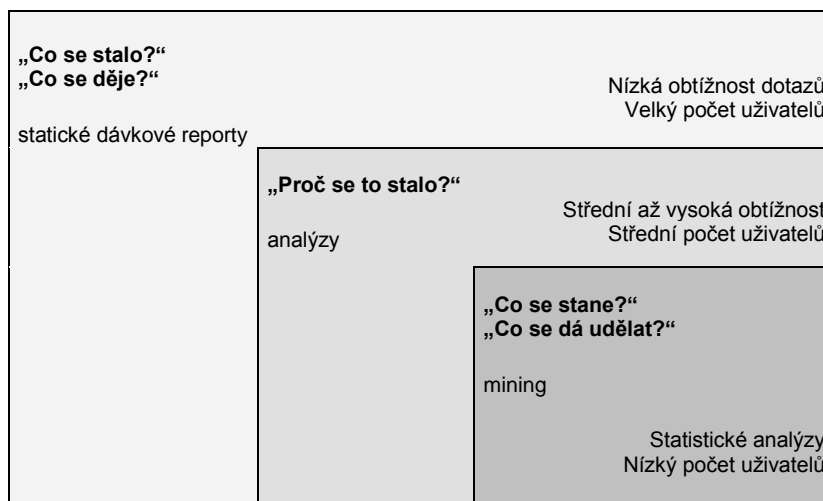 „Co se stalo?“
„Co se děje?“
Nízká obtížnost dotazů
Velký počet uživatelů
statické dávkové reporty
„Proč se to stalo?“
Střední až vysoká obtížnost
Střední počet uživatelů
analýzy
„Co se stane?“
„Co se dá udělat?“
mining
Statistické analýzy
Nízký počet uživatelů